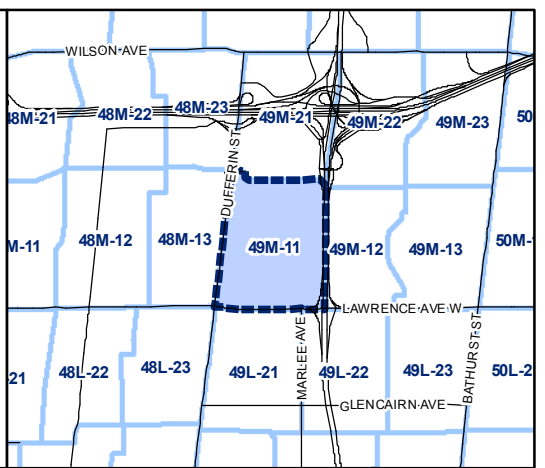 WILSON AVE
48M-21
48M-22
48M-23
49M-21
49M-22
49M-23
50
DUFFERIN ST
M-11
48M-12
48M-13
49M-11
49M-12
49M-13
50M-
LAWRENCE AVE W
21
48L-22
48L-23
49L-21
MARLEE AVE
49L-22
49L-23
BATHURST ST
50L-2
GLENCAIRN AVE